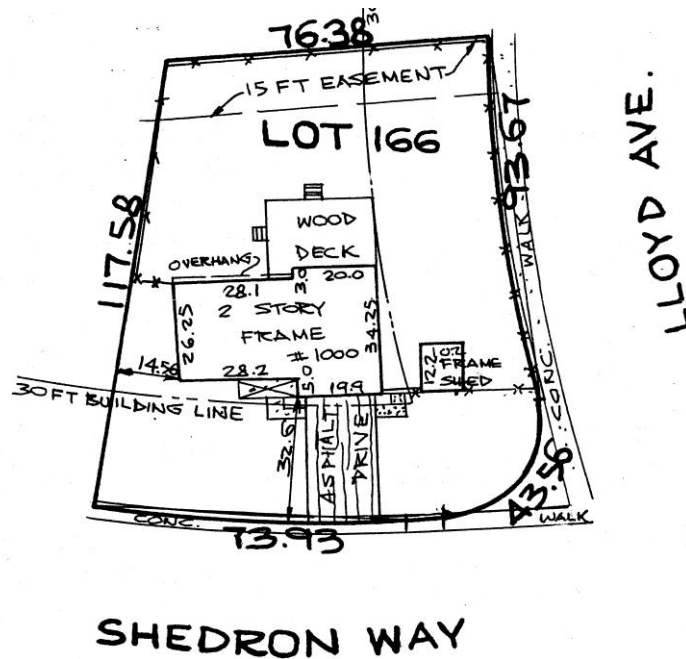 76.38
15 FT EASEMENT
LOT 166
93.67
LLOYD AVE.
WALK
WOOD
DECK
OVERHANG
117.58
28.1
3.0
20.0
2 STORY
FRAME
# 1000
26.25
34.25
14.56
28.2
5.0
19.9
12.2
FRAME
SHED
30 FT BUILDING LINE
32.6
ASPHALT
DRIVE
CONC.
43.56
CONC.
WALK
CONC.
73.93
SHEDRON WAY